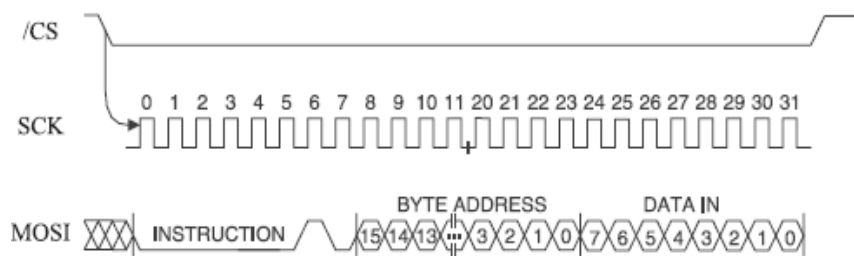 /CS
0 1 2 3 4 5 6 7 8 9 10 11 20 21 22 23 24 25 26 27 28 29 30 31
SCK
BYTE ADDRESS DATA IN
MOSI INSTRUCTION 15 14 13 ... 3 2 1 0 7 6 5 4 3 2 1 0